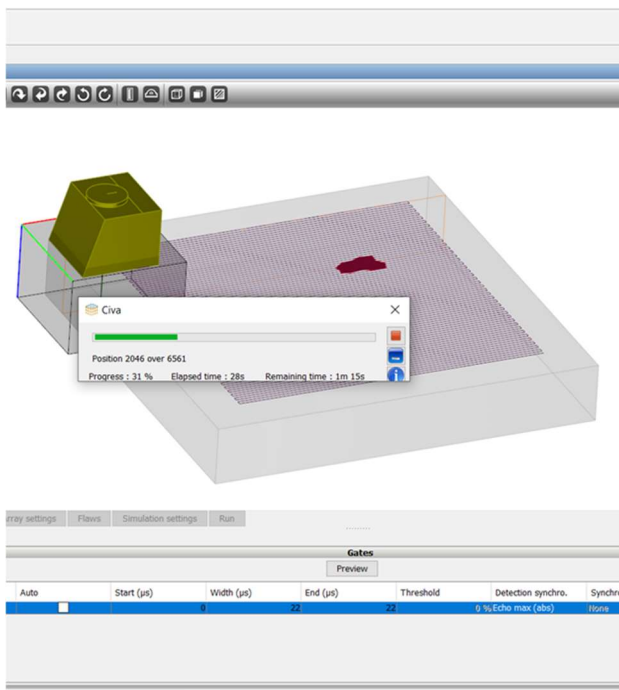 Civa
Position 2046 over 6561
Progress : 31 % Elapsed time : 28s Remaining time : 1m 15s
rray settings Flaws Simulation settings Run
Gates
Preview
Auto Start (µs) Width (µs) End (µs) Threshold Detection synchro. Synchr
0 22 22 0 % Echo max (abs) None